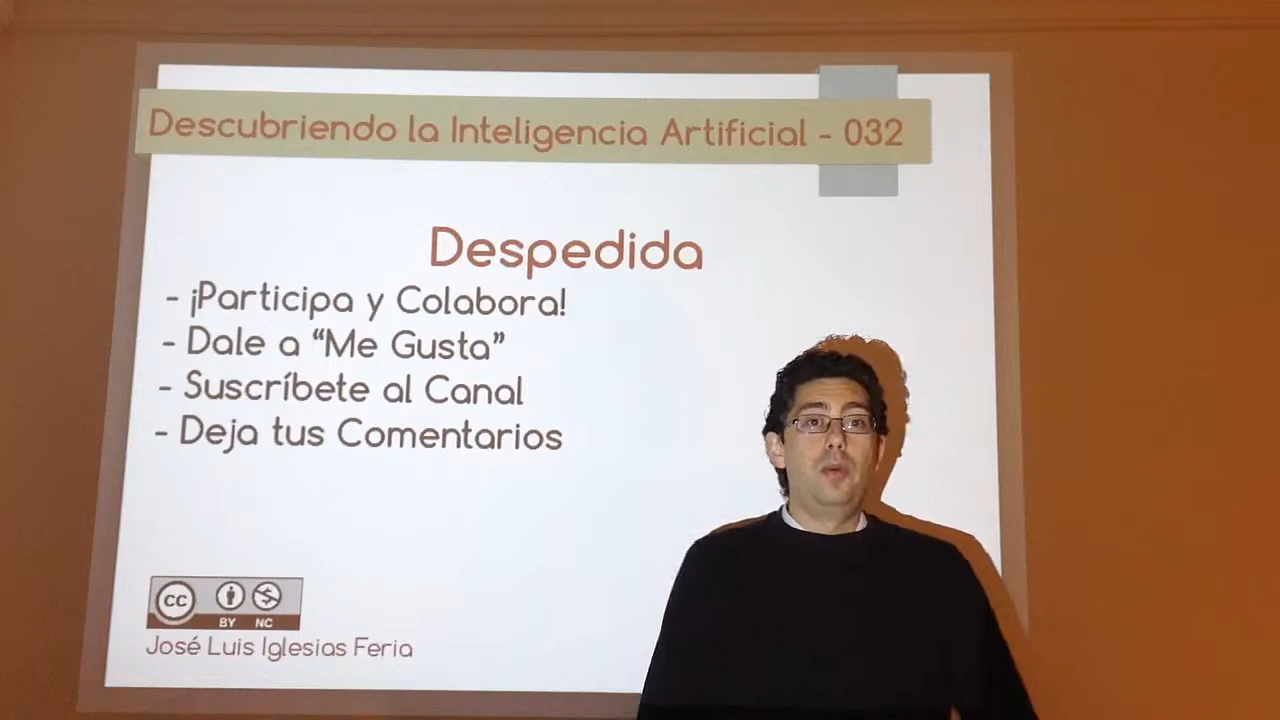 Descubriendo la Inteligencia Artificial - 032
Despedida
- ¡Participa y Colabora!
- Dale a “Me Gusta”
- Suscríbete al Canal
- Deja tus Comentarios
CC
BY NC
José Luis Iglesias Feria